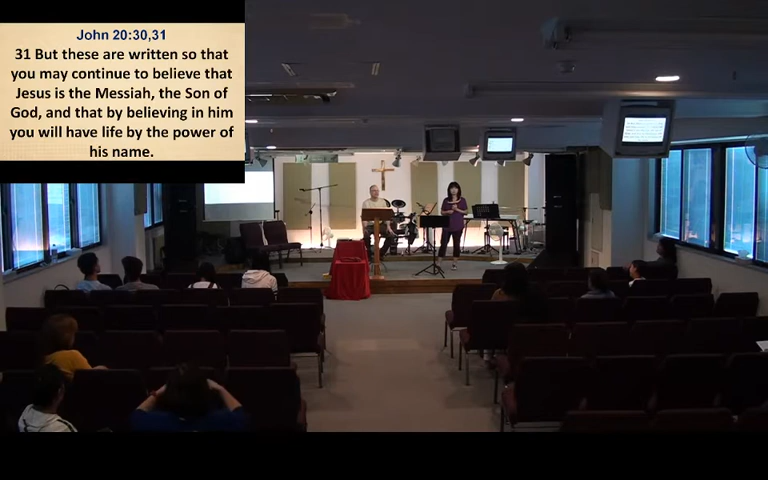 John 20:30,31
31 But these are written so that
you may continue to believe that
Jesus is the Messiah, the Son of
God, and that by believing in him
you will have life by the power of
his name.